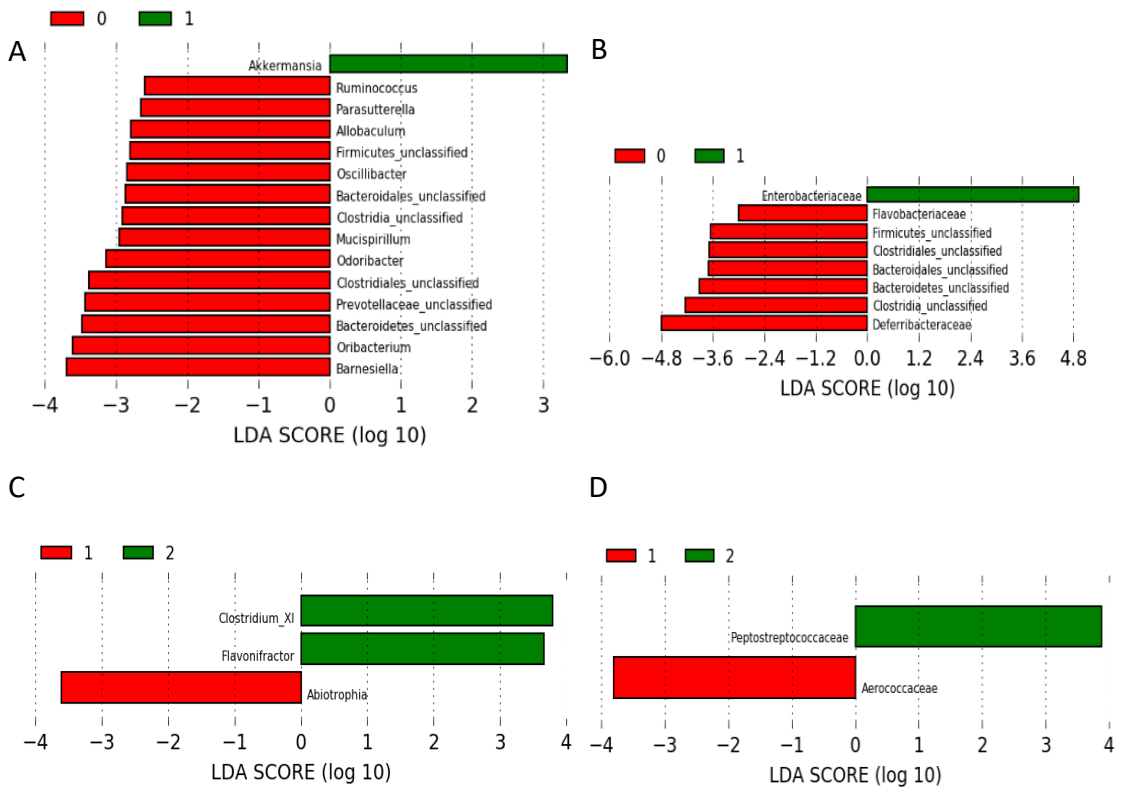 0 1
A
Akkermansia
Ruminococcus
Parasutterella
Allobaculum
Firmicutes_unclassified
Oscillibacter
Bacteroidales_unclassified
Clostridia_unclassified
Mucispirillum
Odoribacter
Clostridiales_unclassified
Prevotellaceae_unclassified
Bacteroidetes_unclassified
Oribacterium
Barnesiella
−4 −3 −2 −1 0 1 2 3
LDA SCORE (log 10)
B
0 1
Enterobacteriaceae
Flavobacteriaceae
Firmicutes_unclassified
Clostridiales_unclassified
Bacteroidales_unclassified
Bacteroidetes_unclassified
Clostridia_unclassified
Deferribacteraceae
−6.0 −4.8 −3.6 −2.4 −1.2 0.0 1.2 2.4 3.6 4.8
LDA SCORE (log 10)
C
1 2
Clostridium_XI
Flavonifractor
Abiotrophia
−4 −3 −2 −1 0 1 2 3 4
LDA SCORE (log 10)
D
1 2
Peptostreptococcaceae
Aerococcaceae
−4 −3 −2 −1 0 1 2 3 4
LDA SCORE (log 10)